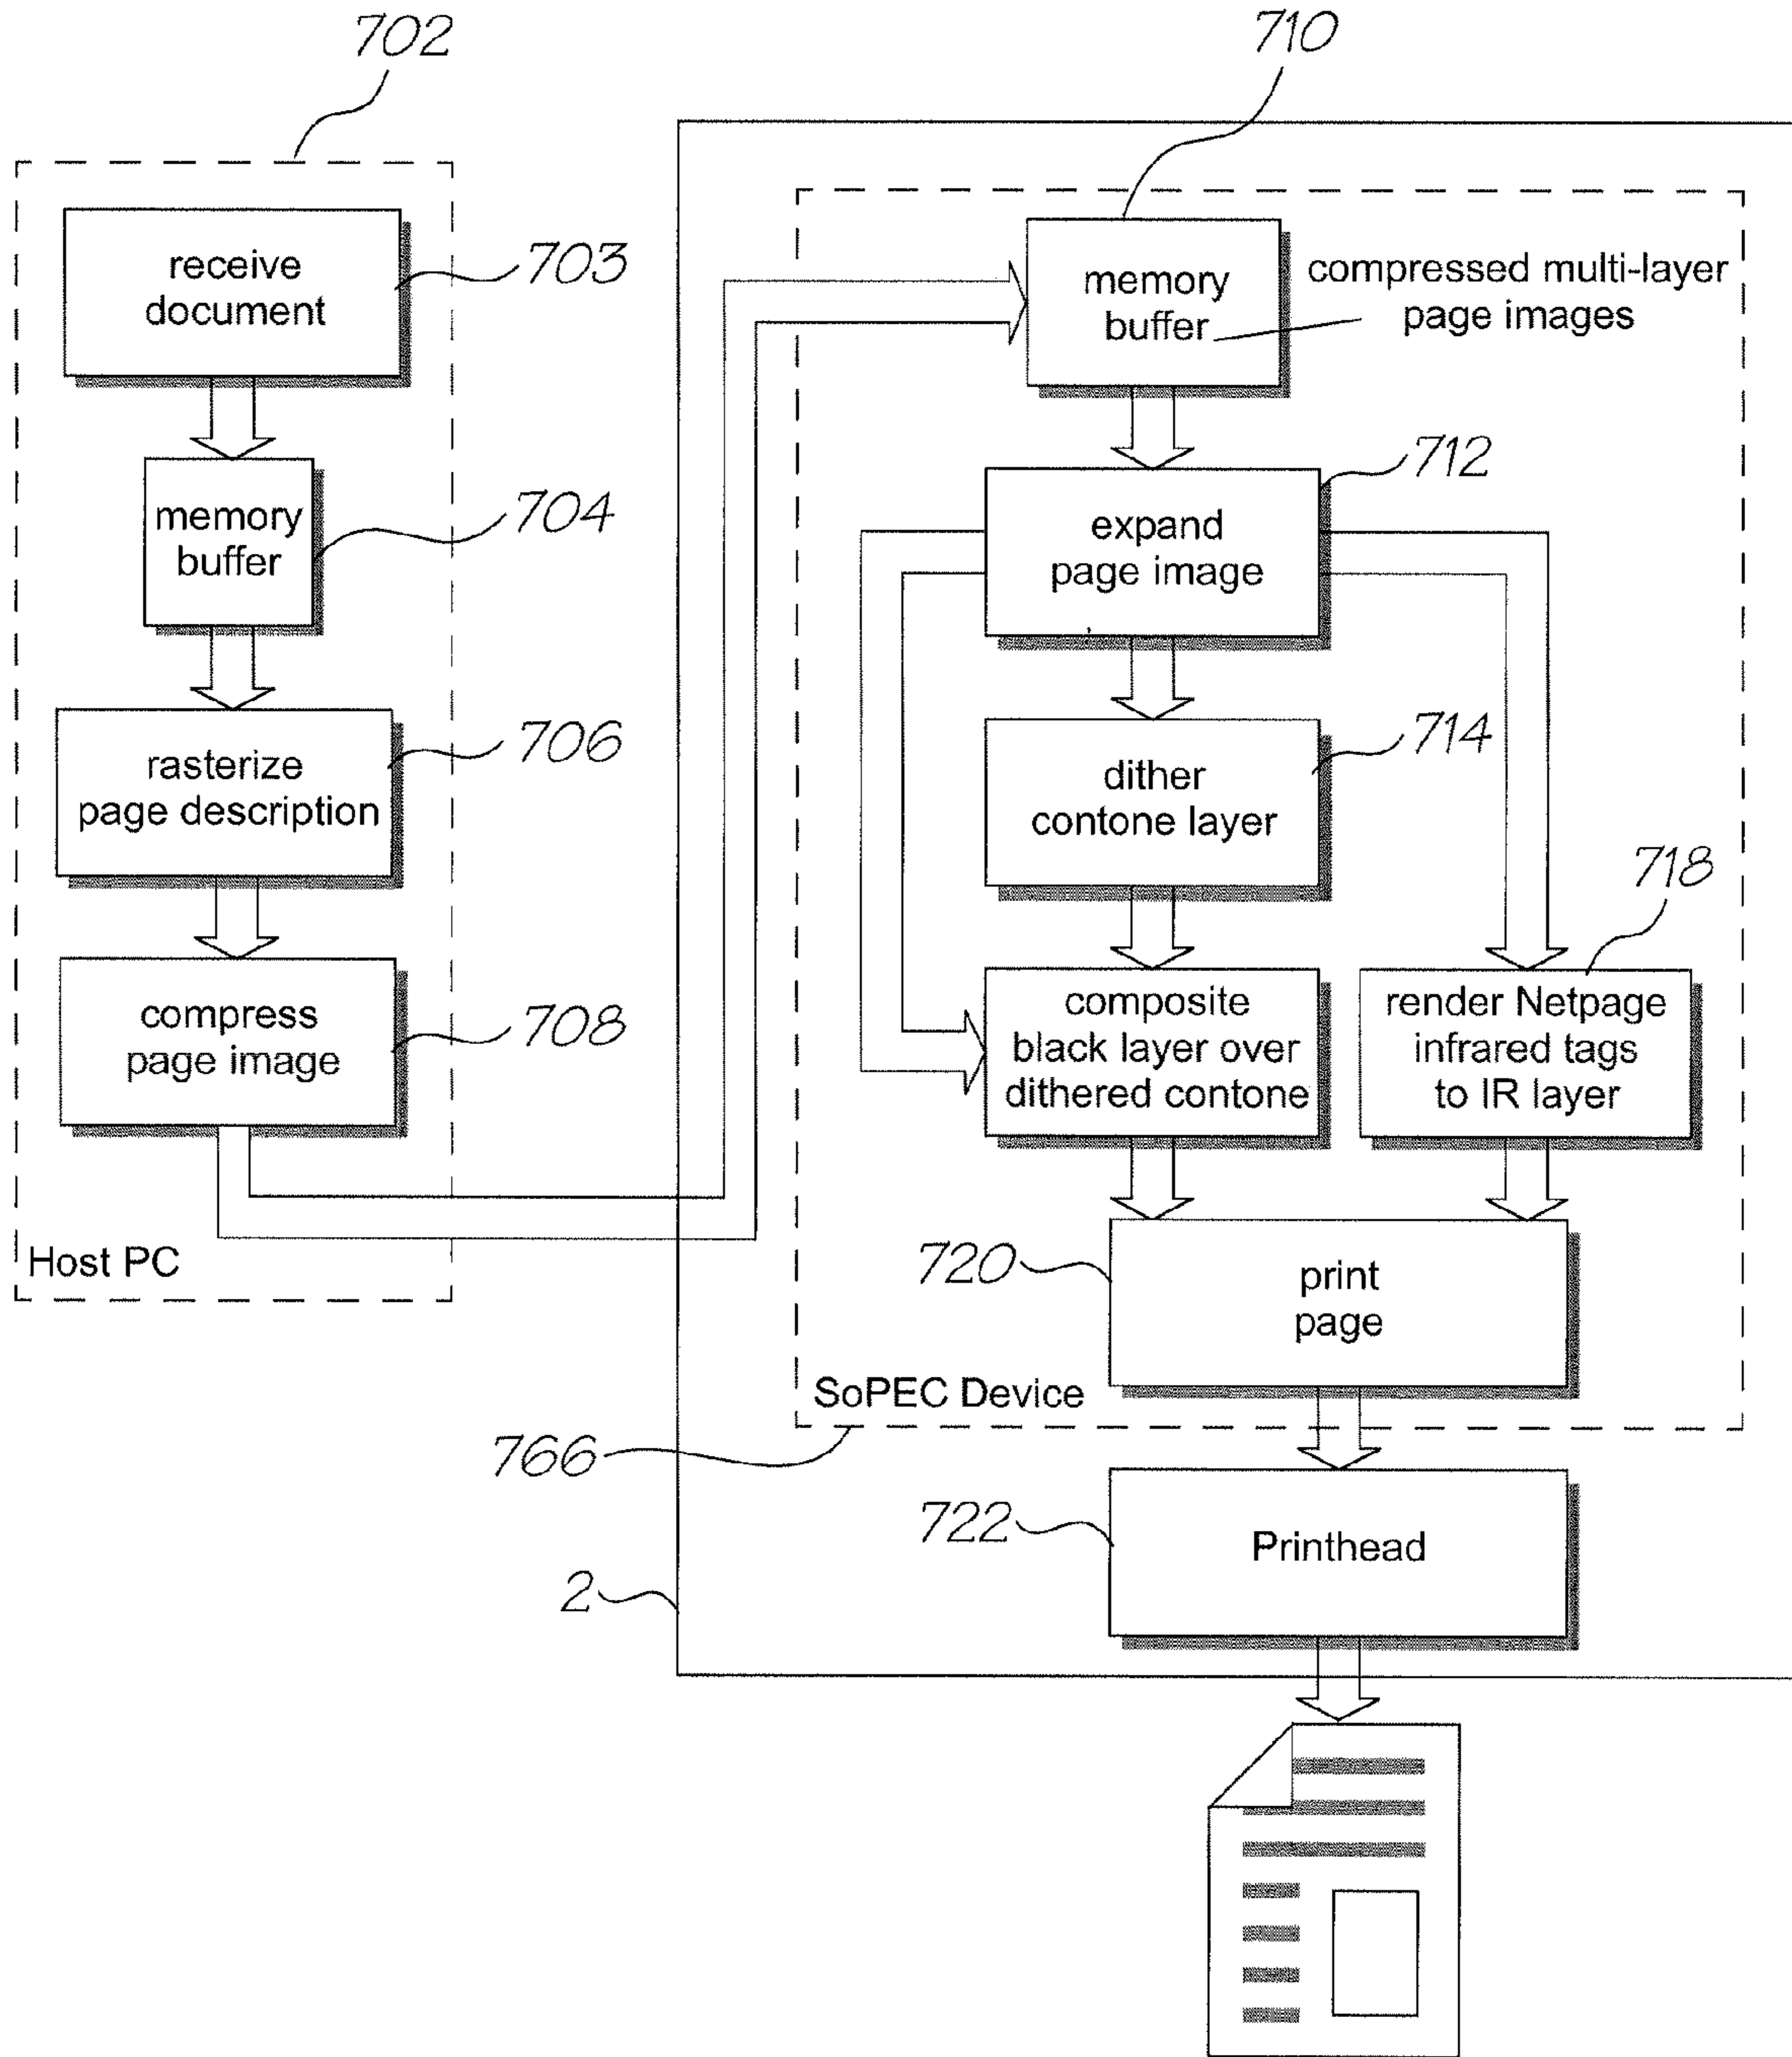 702
receive
document
703
memory
buffer
704
rasterize
page description
706
compress
page image
708
Host PC
710
memory
buffer
compressed multi-layer
page images
expand
page image
712
dither
contone layer
714
composite
black layer over
dithered contone
718
render Netpage
infrared tags
to IR layer
720
print
page
SoPEC Device
766
722
Printhead
2